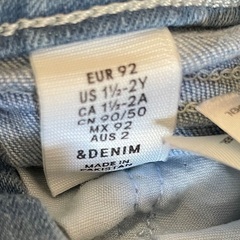 EUR 92
US 1½-2Y
CA 1½-2A
CN 90/50
MX 92
AUS 2
&DENIM
MADE IN
PAKISTAN